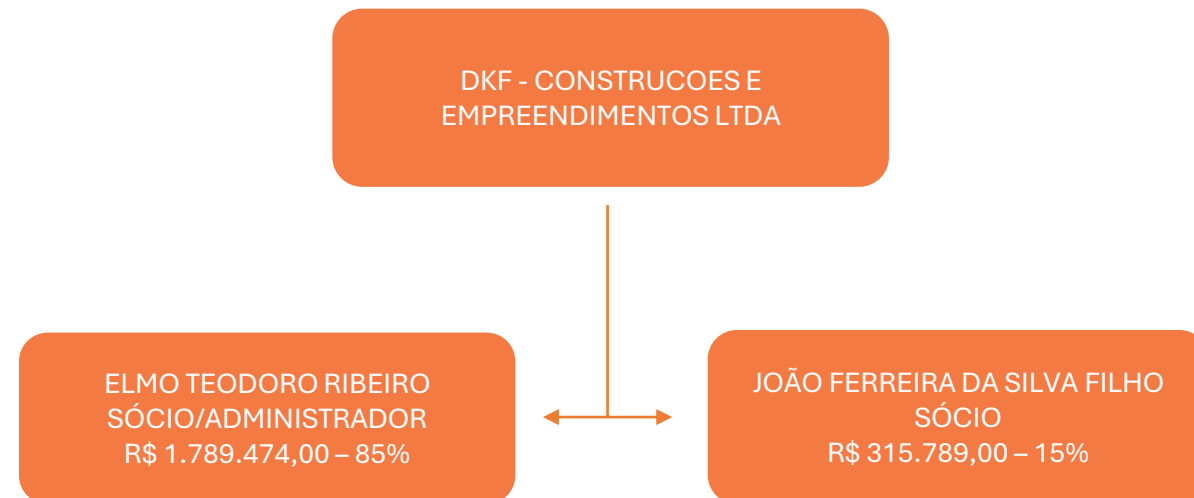 DKF - CONSTRUCOES E
EMPREENDIMENTOS LTDA
ELMO TEODORO RIBEIRO
SÓCIO/ADMINISTRADOR
R$ 1.789.474,00 – 85%
JOÃO FERREIRA DA SILVA FILHO
SÓCIO
R$ 315.789,00 – 15%